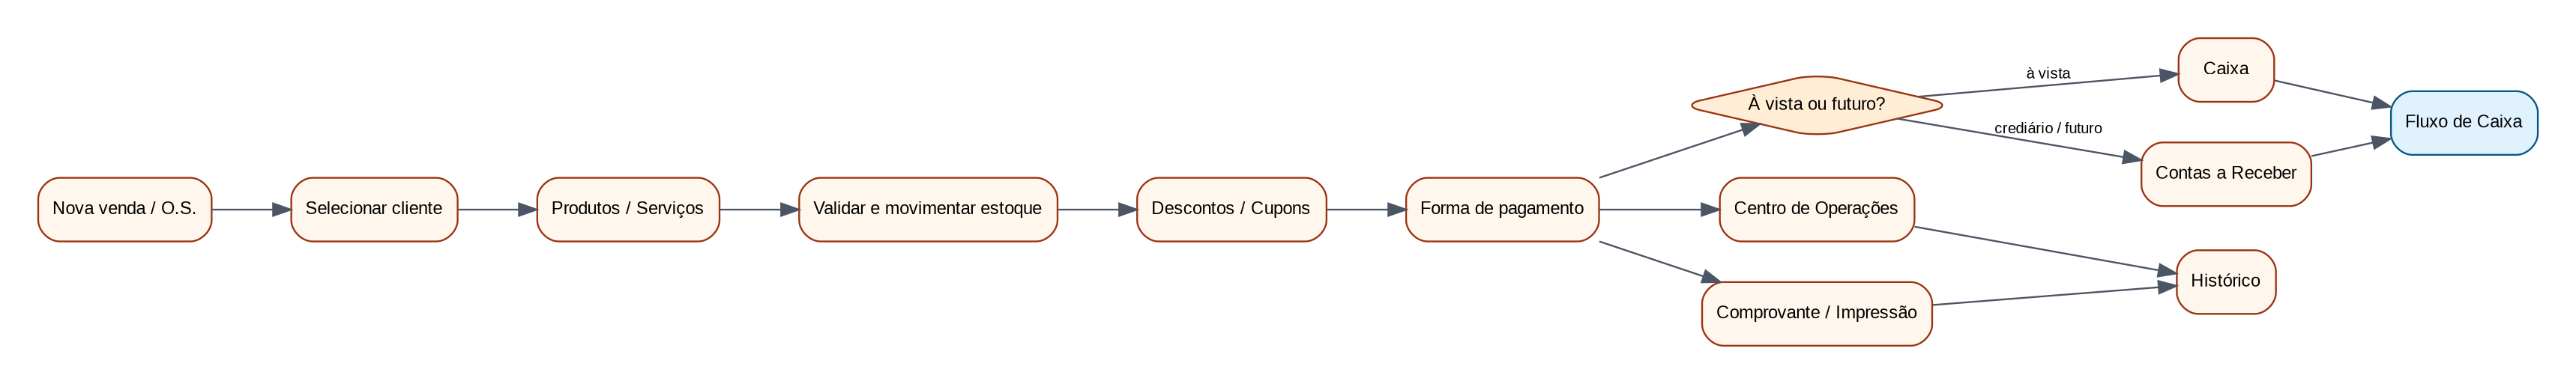 Nova venda / O.S.
Selecionar cliente
Produtos / Serviços
Validar e movimentar estoque
Descontos / Cupons
Forma de pagamento
À vista ou futuro?
Centro de Operações
Comprovante / Impressão
à vista
crediário / futuro
Caixa
Contas a Receber
Histórico
Fluxo de Caixa